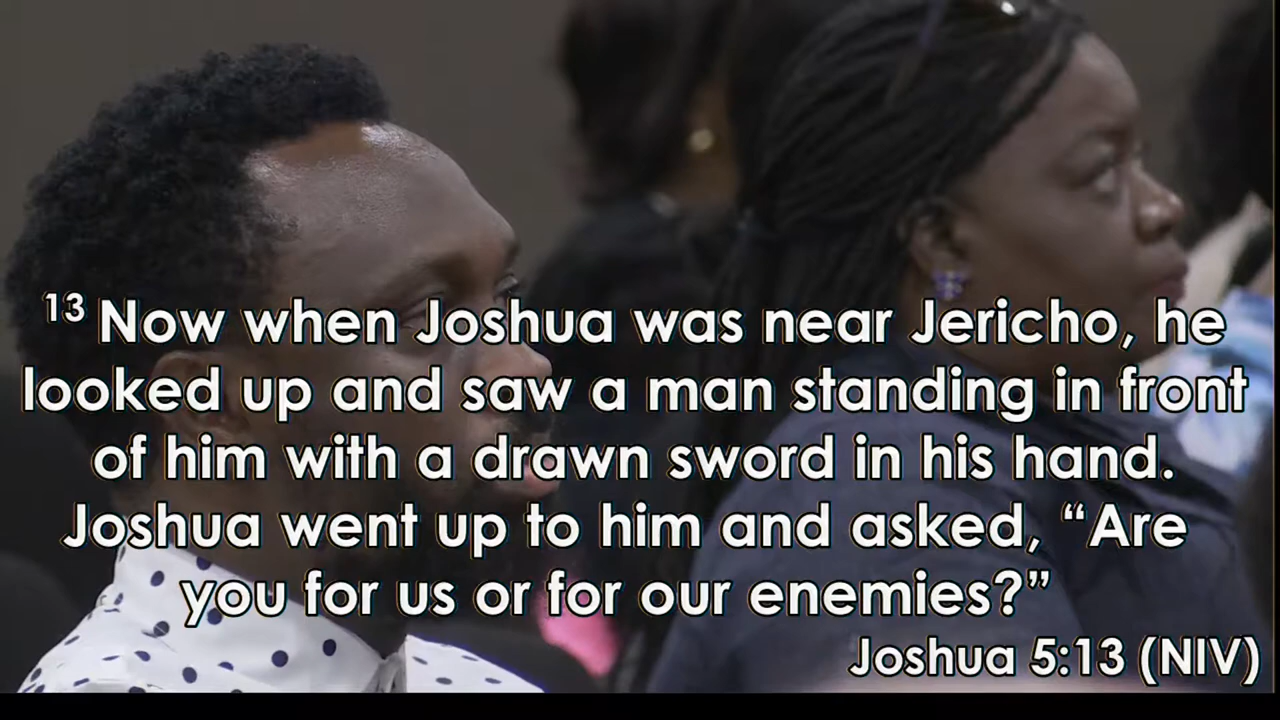 13 Now when Joshua was near Jericho, he
looked up and saw a man standing in front
of him with a drawn sword in his hand.
Joshua went up to him and asked, “Are
you for us or for our enemies?”
Joshua 5:13 (NIV)